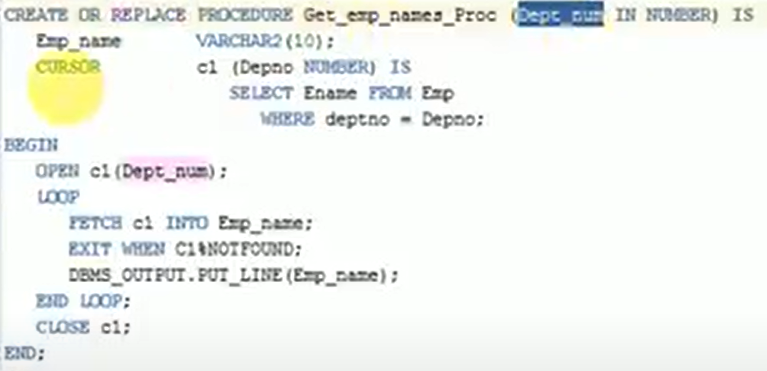 CREATE OR REPLACE PROCEDURE Get_emp_names_Proc (Dept_num IN NUMBER) IS
Emp_name VARCHAR2(10);
CURSOR c1 (Depno NUMBER) IS
SELECT Ename FROM Emp
WHERE deptno = Depno;
BEGIN
OPEN c1(Dept_num);
LOOP
FETCH c1 INTO Emp_name;
EXIT WHEN C1%NOTFOUND;
DBMS_OUTPUT.PUT_LINE(Emp_name);
END LOOP;
CLOSE c1;
END;